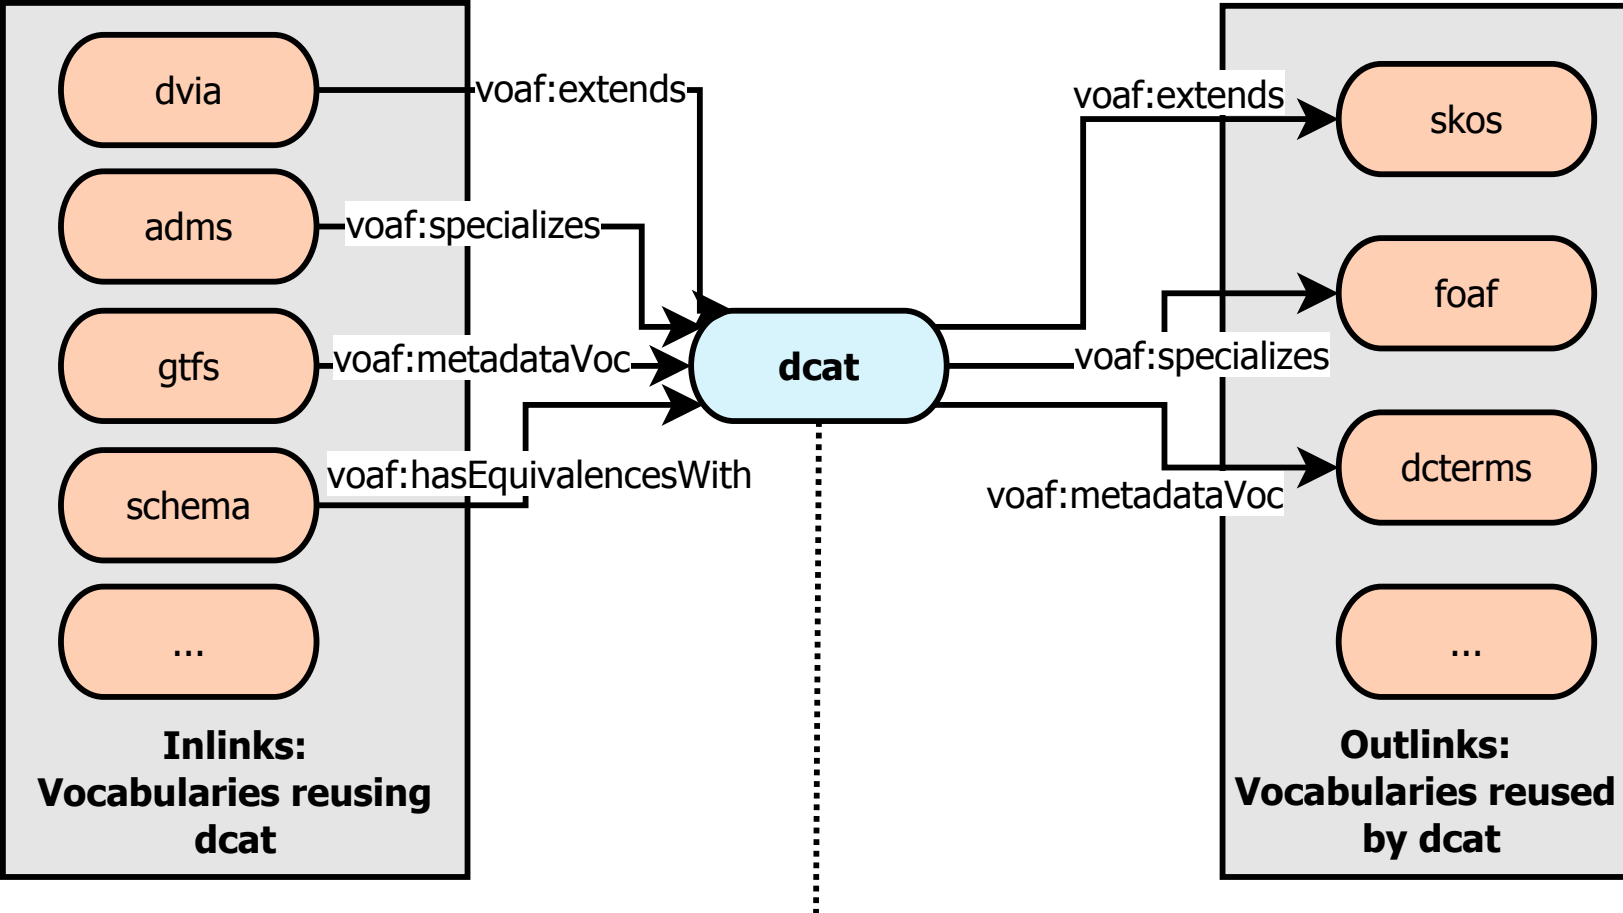 dvia
adms
gtfs
schema
...
Inlinks:
Vocabularies reusing
dcat
voaf:extends
voaf:specializes
voaf:metadataVoc
voaf:hasEquivalencesWith
dcat
voaf:extends
voaf:specializes
voaf:metadataVoc
skos
foaf
dcterms
...
Outlinks:
Vocabularies reused
by dcat